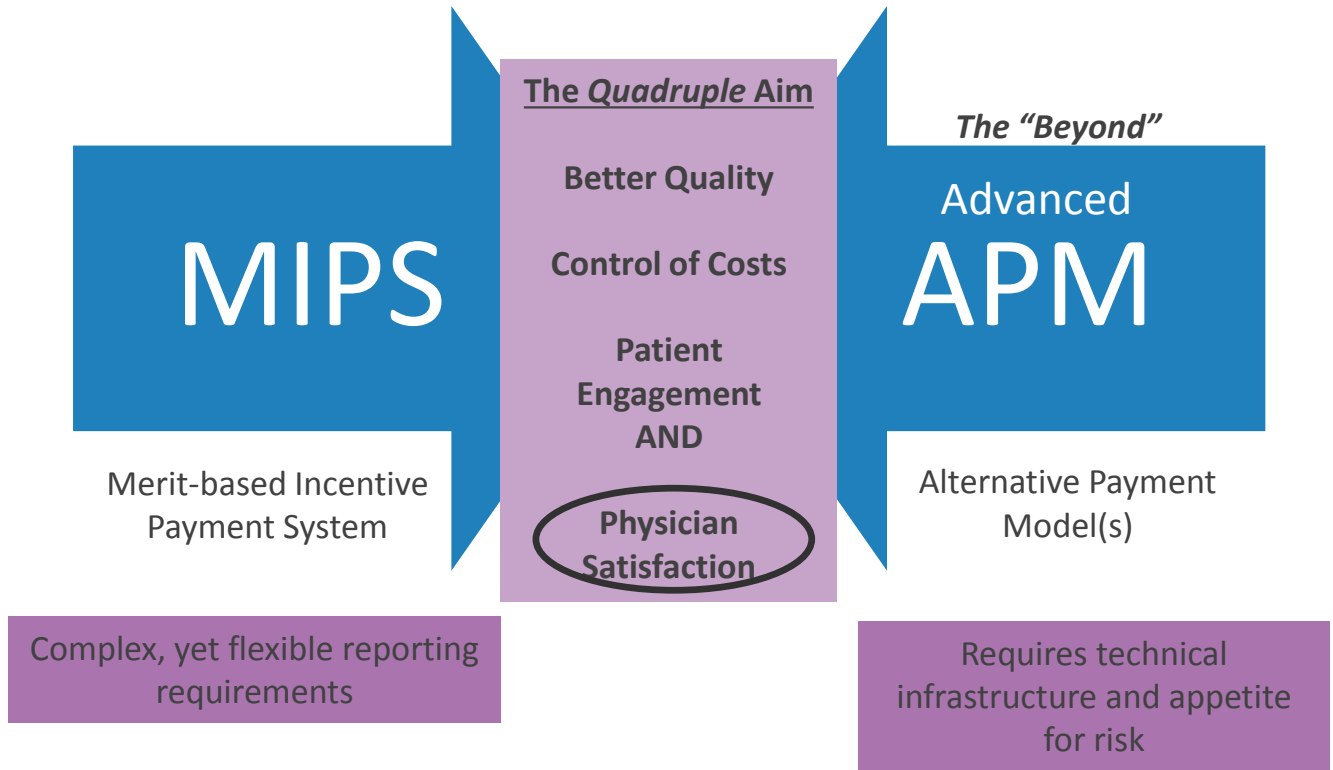 MIPS
Merit-based Incentive
Payment System
Complex, yet flexible reporting
requirements
The Quadruple Aim
Better Quality
Control of Costs
Patient
Engagement
AND
Physician
Satisfaction
The “Beyond”
Advanced
APM
Alternative Payment
Model(s)
Requires technical
infrastructure and appetite
for risk